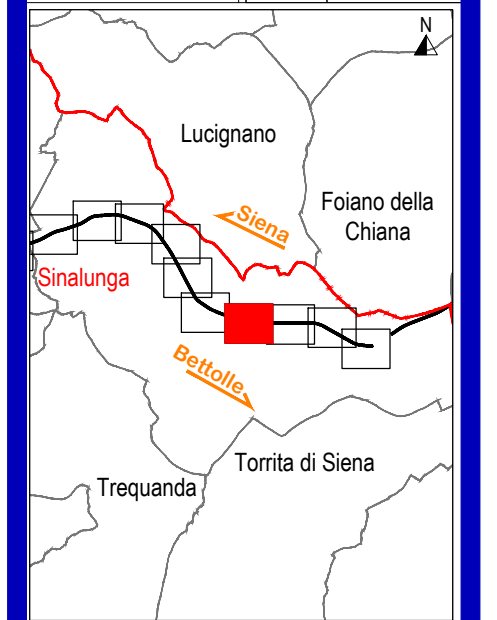 N
Lucignano
Siena
Foiano della
Chiana
Sinalunga
Bettolle
Torrita di Siena
Trequanda